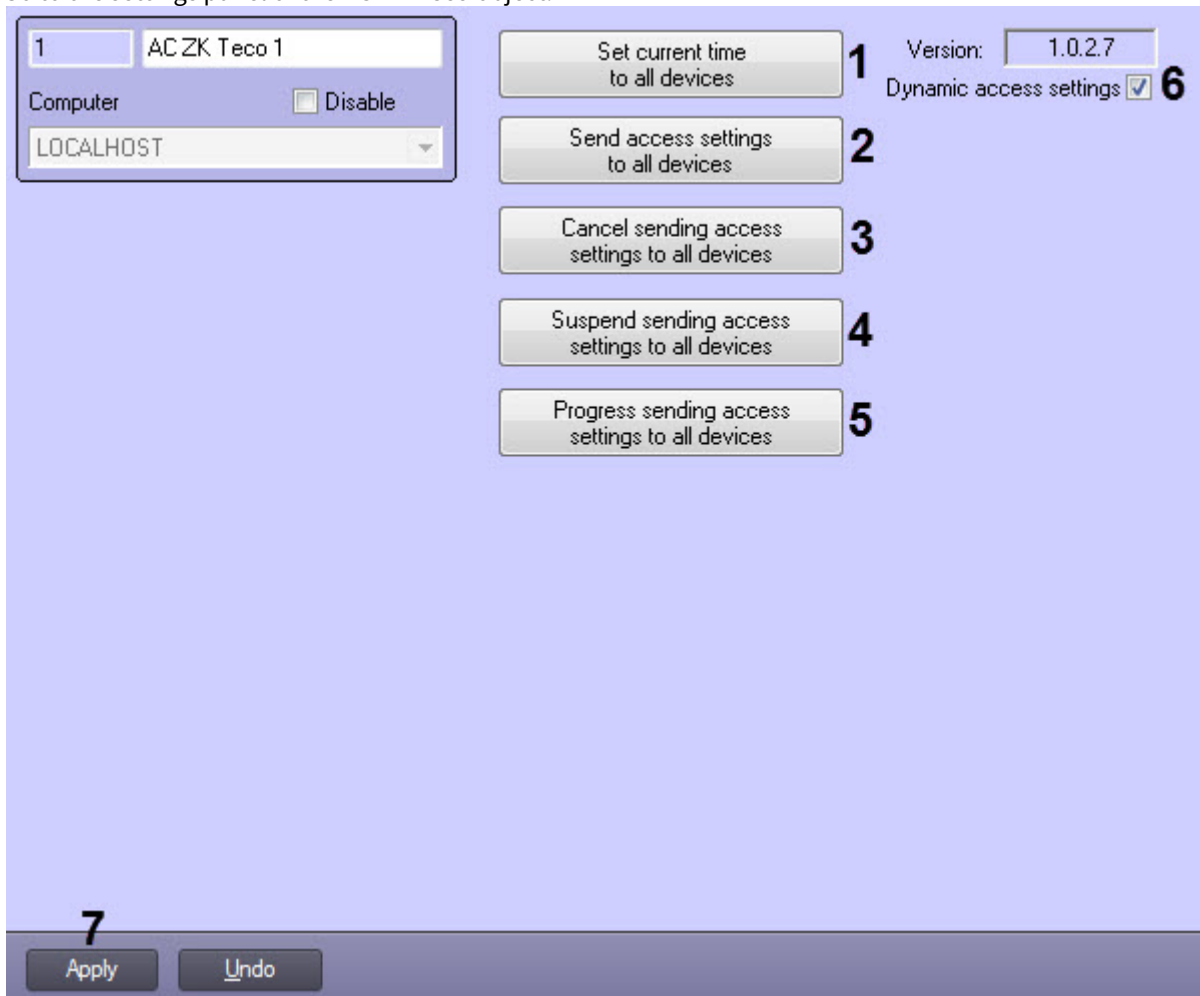 1 AC ZK Teco 1
Computer Disable
LOCALHOST
Set current time
to all devices
1
Send access settings
to all devices
2
Cancel sending access
settings to all devices
3
Suspend sending access
settings to all devices
4
Progress sending access
settings to all devices
5
Version: 1.0.2.7
Dynamic access settings 6
7
Apply Undo